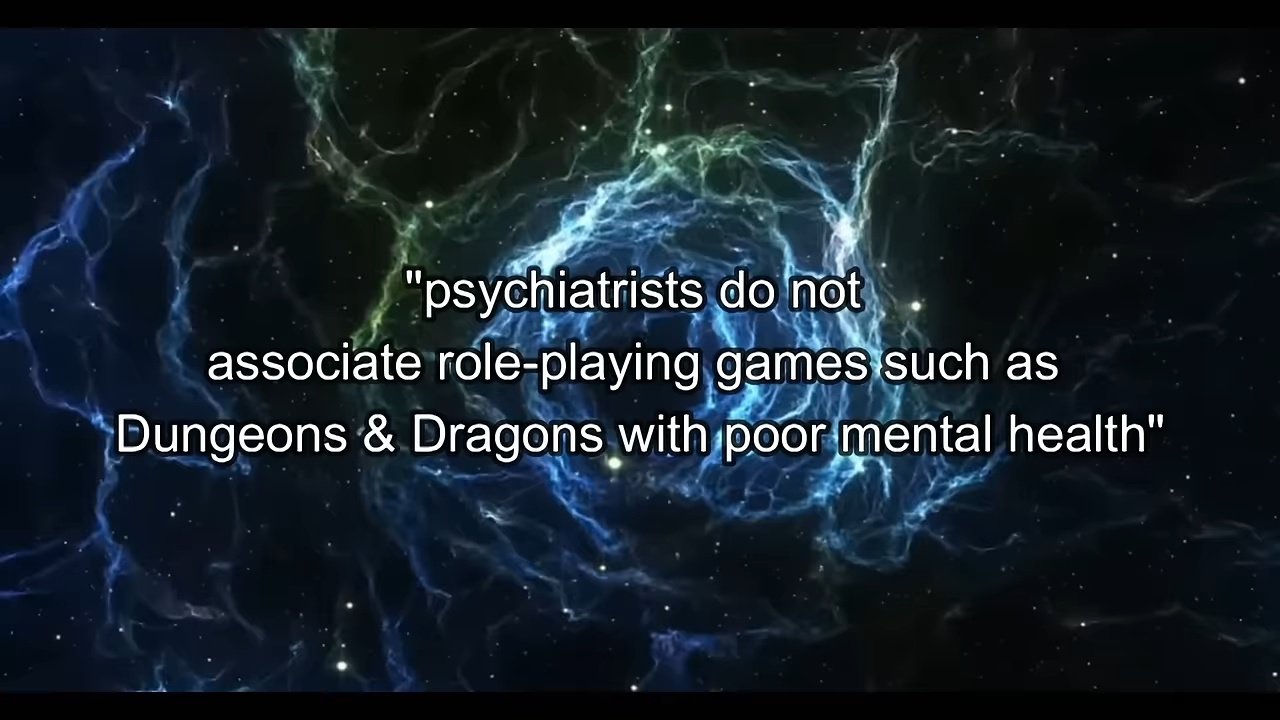 "psychiatrists do not
associate role-playing games such as
Dungeons & Dragons with poor mental health"